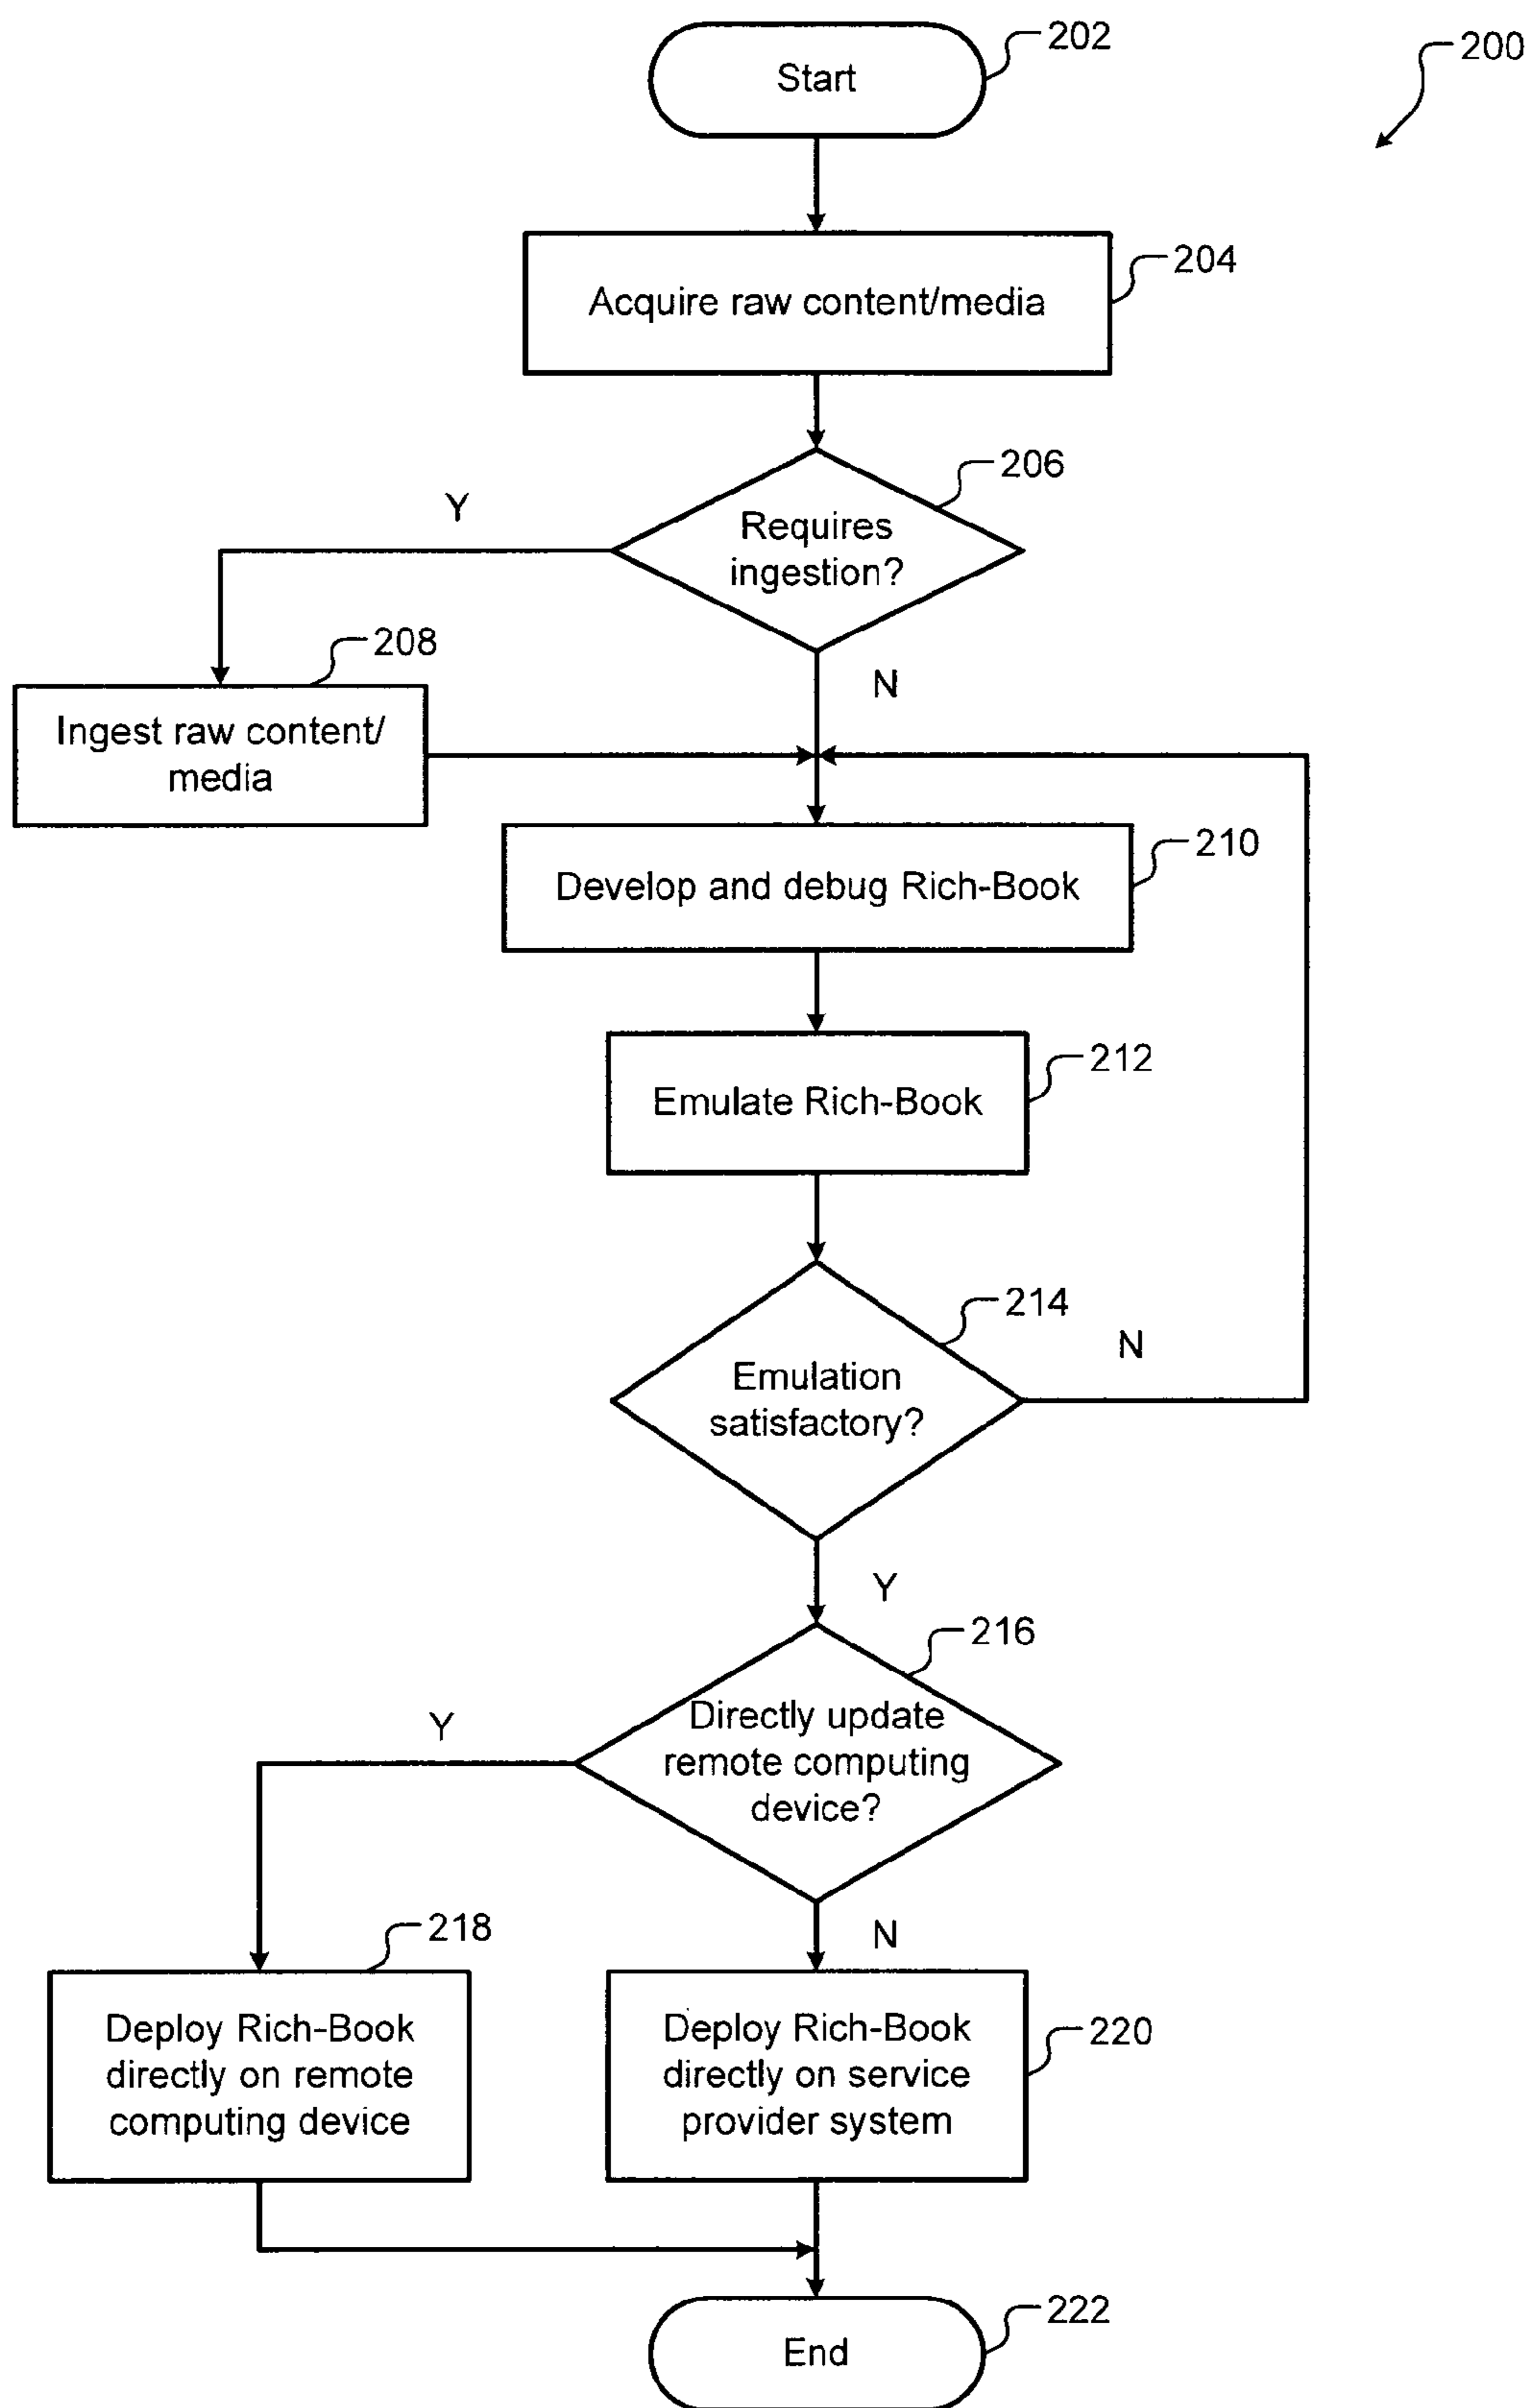 Start
202
200
Acquire raw content/media
204
Requires
ingestion?
206
Y
N
208
Ingest raw content/
media
Develop and debug Rich-Book
210
Emulate Rich-Book
212
Emulation
satisfactory?
214
N
Y
Directly update
remote computing
device?
216
Y
N
218
Deploy Rich-Book
directly on remote
computing device
Deploy Rich-Book
directly on service
provider system
220
End
222